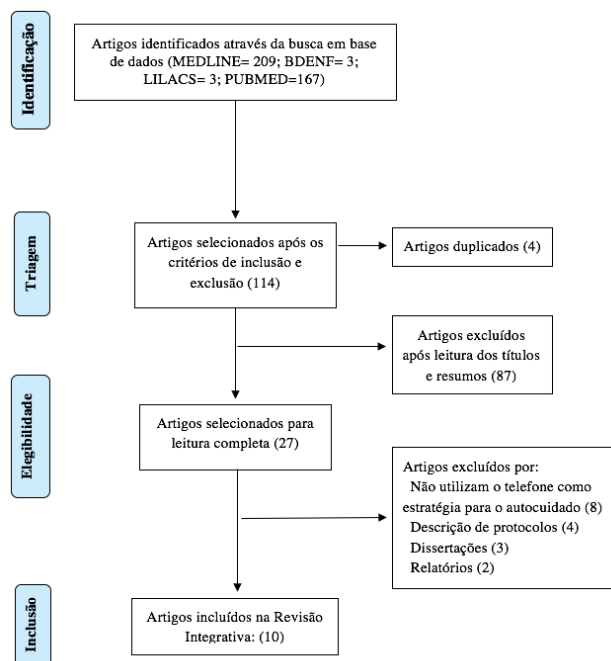 Identificação
Artigos identificados através da busca em base
de dados (MEDLINE= 209; BDENF= 3;
LILACS= 3; PUBMED=167)
Triagem
Artigos selecionados após os
critérios de inclusão e
exclusão (114)
Artigos duplicados (4)
Artigos excluídos
após leitura dos títulos
e resumos (87)
Elegibilidade
Artigos selecionados para
leitura completa (27)
Artigos excluídos por:
Não utilizam o telefone como
estratégia para o autocuidado (8)
Descrição de protocolos (4)
Dissertações (3)
Relatórios (2)
Inclusão
Artigos incluídos na Revisão
Integrativa: (10)